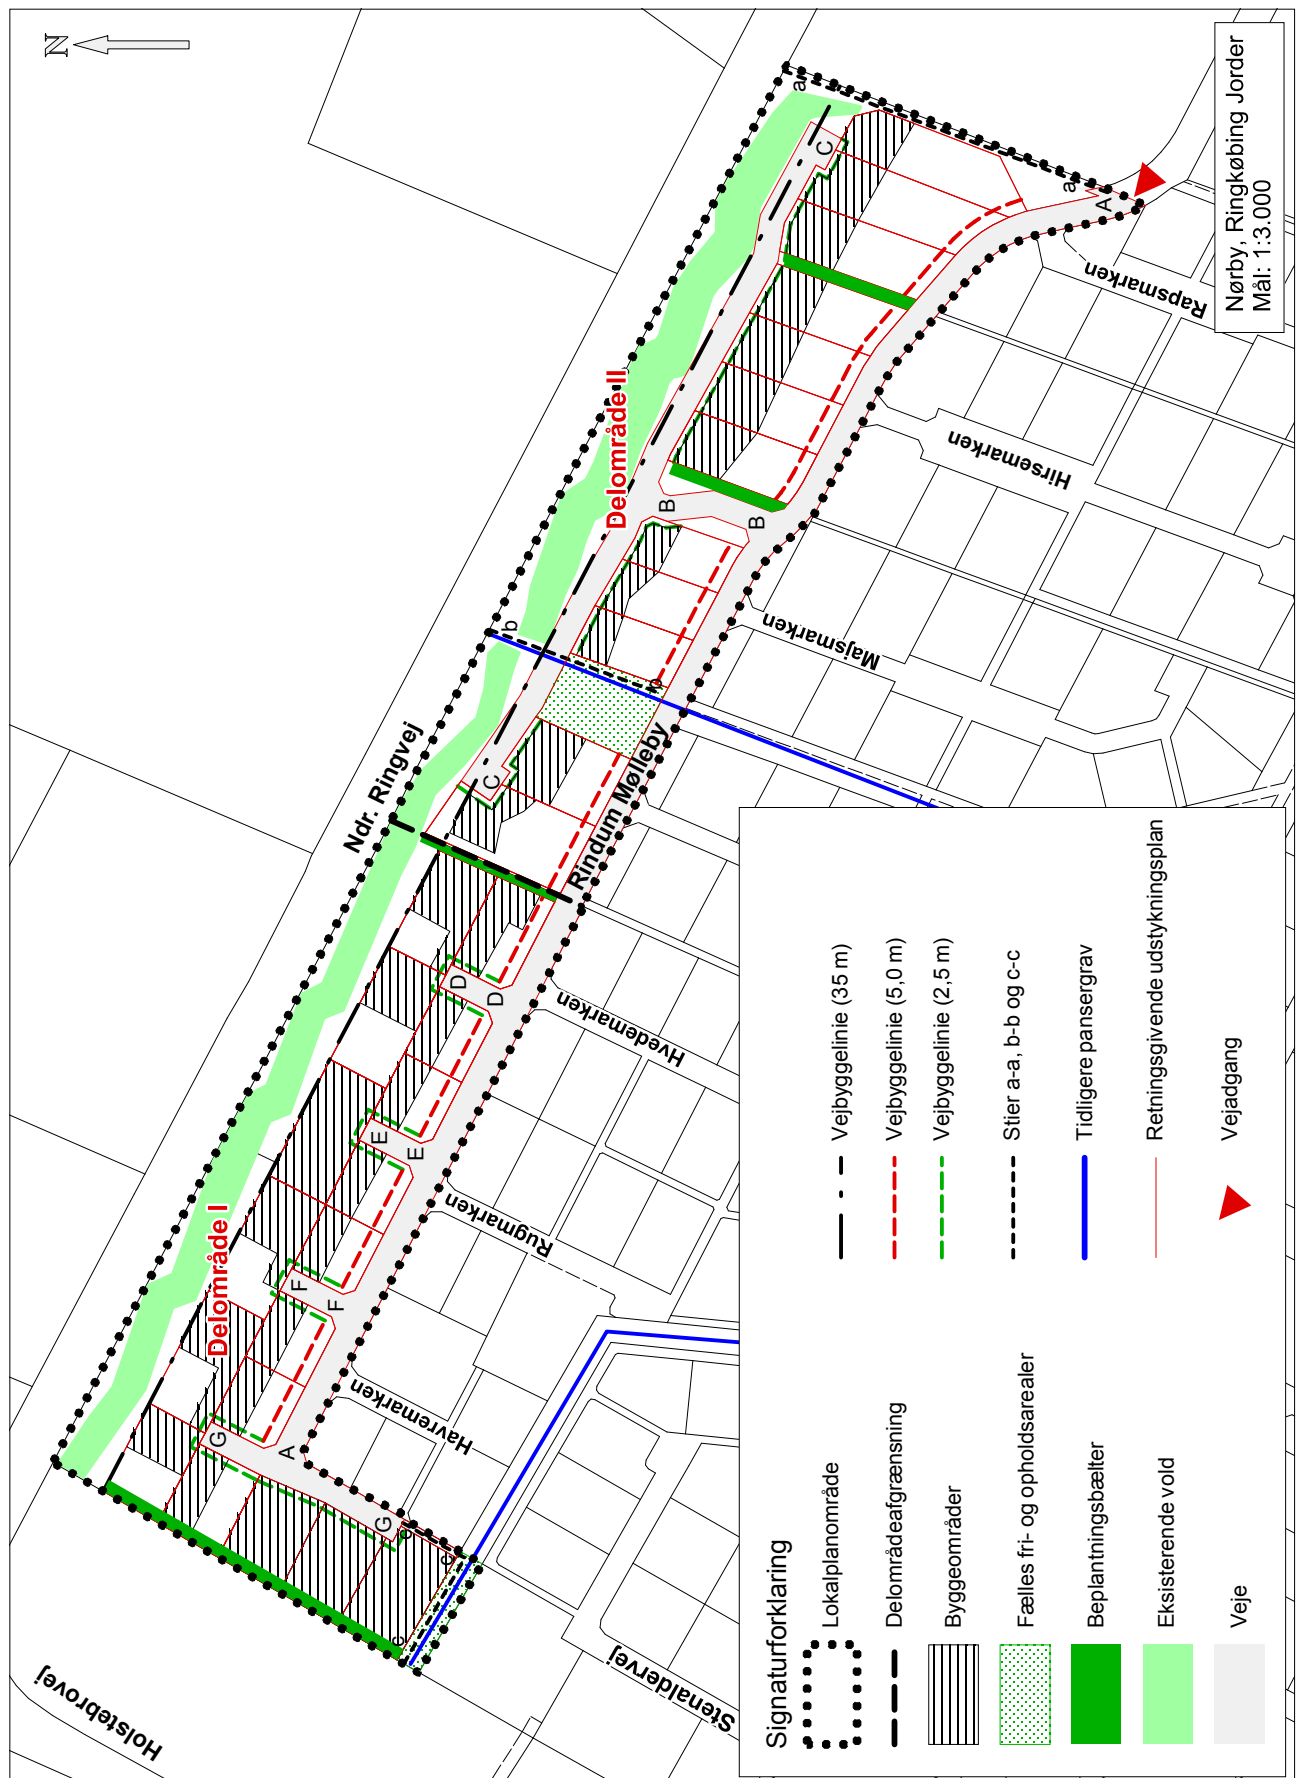 N
Holstebrovej
Ndr. Ringvej
Delområde I
Delområde II
Rindum Mølleby
Stenaldervej
Havremarken
Rugmarken
Hvedemarken
Majsmarken
Hirsemarken
Rapsmarken
c
c
c
G
G
A
F
F
E
E
D
D
C
b
b
B
B
C
a
a
A
Signaturforklaring
Lokalplanområde
Delområdeafgrænsning
Byggeområder
Fælles fri- og opholdsarealer
Beplantningsbælter
Eksisterende vold
Veje
Vejbyggelinie (35 m)
Vejbyggelinie (5,0 m)
Vejbyggelinie (2,5 m)
Stier a-a, b-b og c-c
Tidligere pansergrav
Retningsgivende udstykningsplan
Vejadgang
Nørby, Ringkøbing Jorder
Mål: 1:3.000